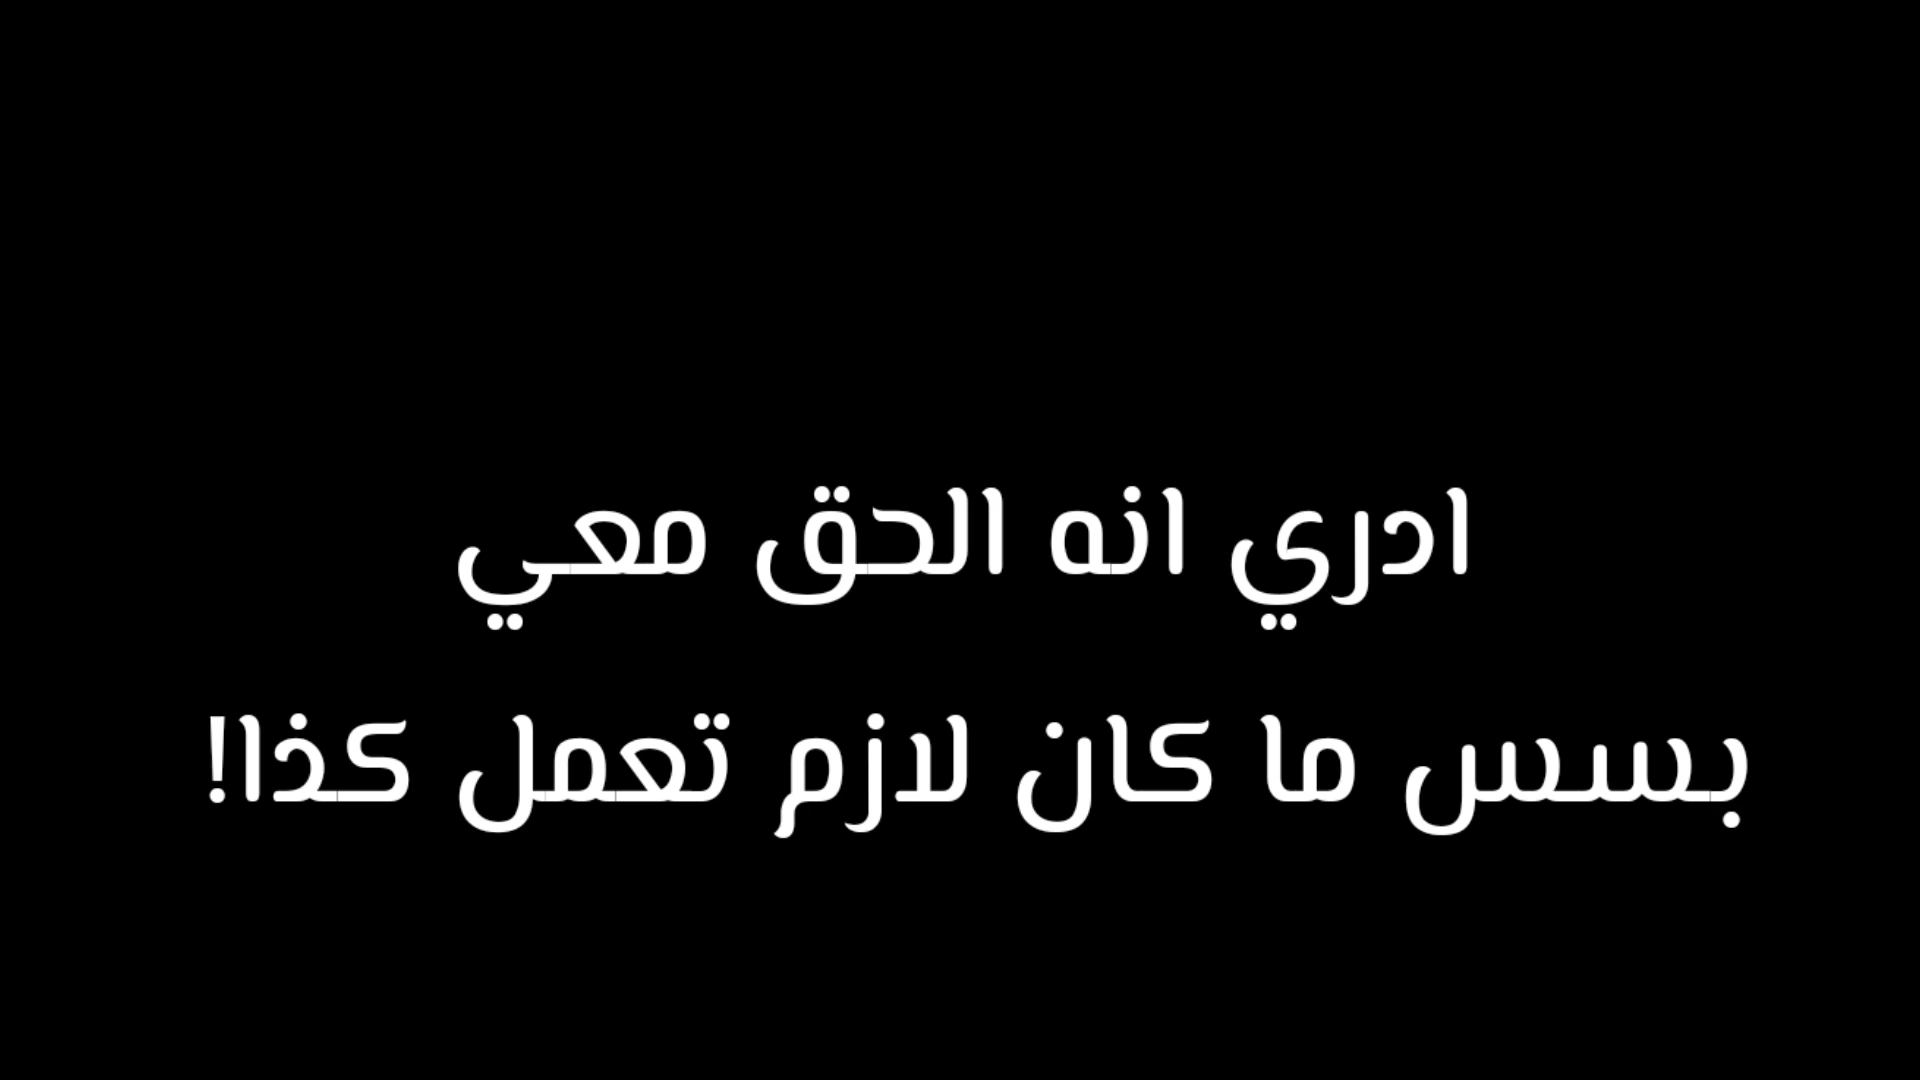 ادري انه الحق معي
بسس ما كان لازم تعمل كذا!